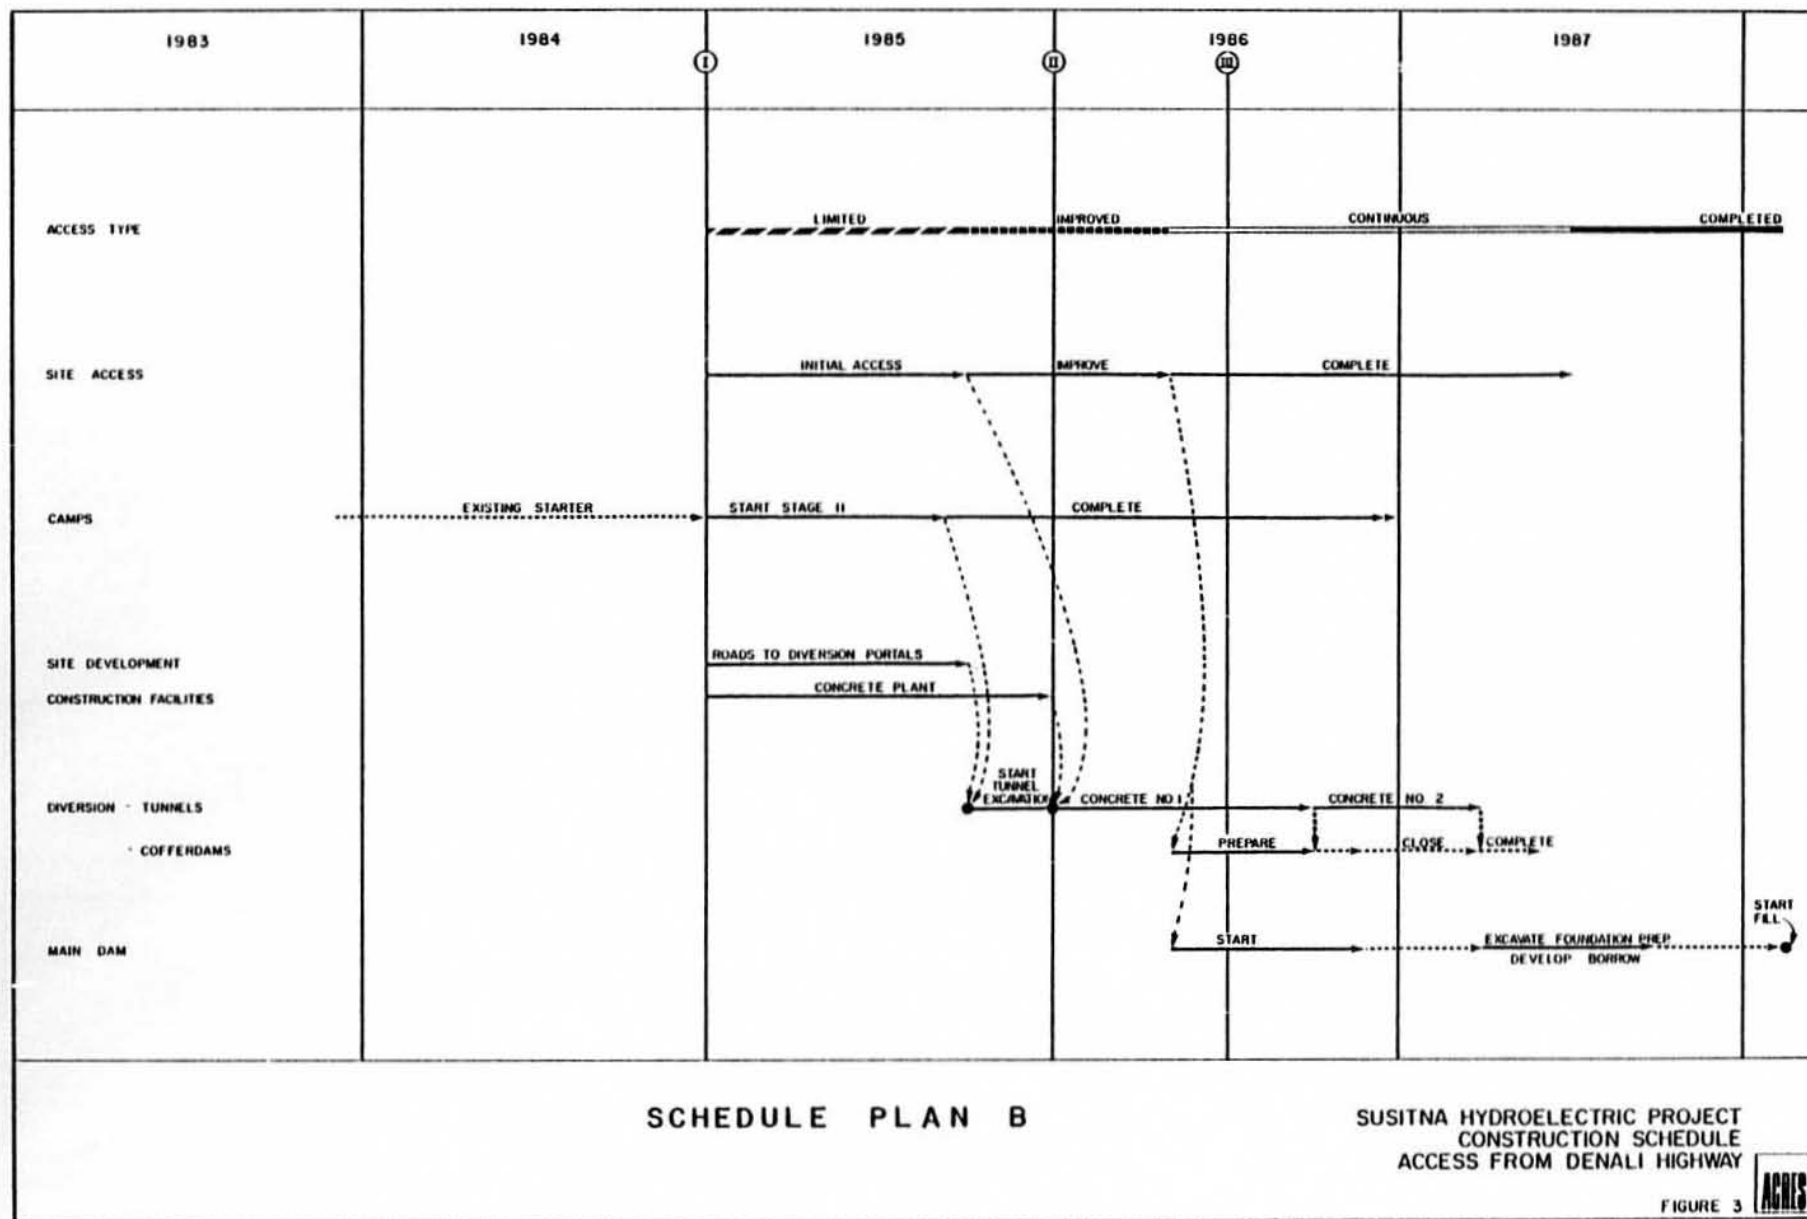 1983 1984 1985 1986 1987
I II III
LIMITED IMPROVED CONTINUOUS COMPLETED
ACCESS TYPE
INITIAL ACCESS IMPROVE COMPLETE
SITE ACCESS
EXISTING STARTER START STAGE II COMPLETE
CAMPS
ROADS TO DIVERSION PORTALS
SITE DEVELOPMENT
CONCRETE PLANT
CONSTRUCTION FACILITIES
START
TUNNEL
EXCAVATION CONCRETE NO 1 CONCRETE NO 2
DIVERSION - TUNNELS
PREPARE CLOSE COMPLETE
- COFFERDAMS
START
FILL
START EXCAVATE FOUNDATION PREP
MAIN DAM
DEVELOP BORROW
SCHEDULE PLAN B
SUSITNA HYDROELECTRIC PROJECT
CONSTRUCTION SCHEDULE
ACCESS FROM DENALI HIGHWAY
ACRES
FIGURE 3